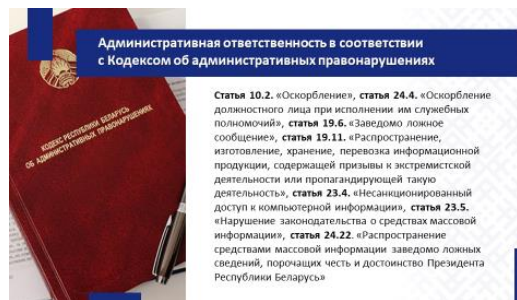 Административная ответственность в соответствии
с Кодексом об административных правонарушениях
КОДЕКС РЕСПУБЛИКИ БЕЛАРУСЬ
ОБ АДМИНИСТРАТИВНЫХ ПРАВОНАРУШЕНИЯХ
Статья 10.2. «Оскорбление», статья 24.4. «Оскорбление
должностного лица при исполнении им служебных
полномочий», статья 19.6. «Заведомо ложное
сообщение», статья 19.11. «Распространение,
изготовление, хранение, перевозка информационной
продукции, содержащей призывы к экстремистской
деятельности или пропагандирующей такую
деятельность», статья 23.4. «Несанкционированный
доступ к компьютерной информации», статья 23.5.
«Нарушение законодательства о средствах массовой
информации», статья 24.22. «Распространение
средствами массовой информации заведомо ложных
сведений, порочащих честь и достоинство Президента
Республики Беларусь»